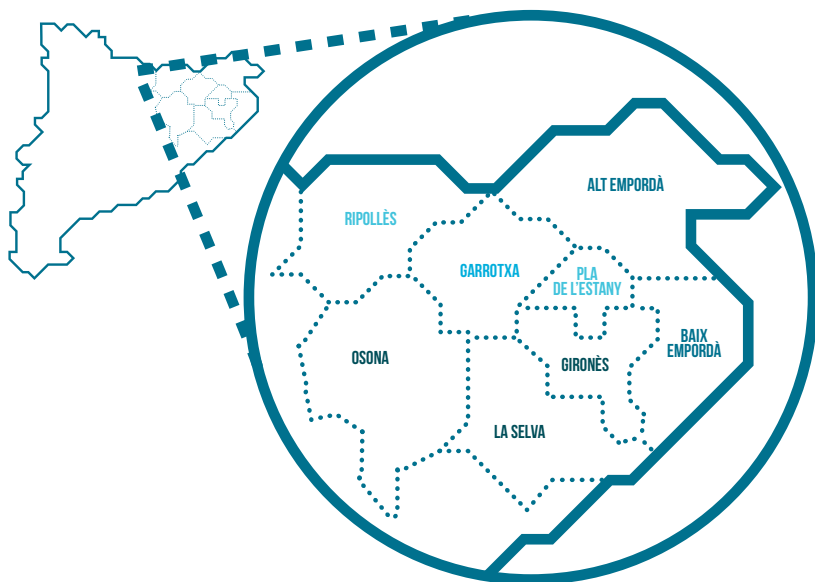 ALT EMPORDÀ
RIPOLLÈS
GARROTXA
PLA
DE L'ESTANY
BAIX
EMPORDÀ
OSONA
GIRONÈS
LA SELVA